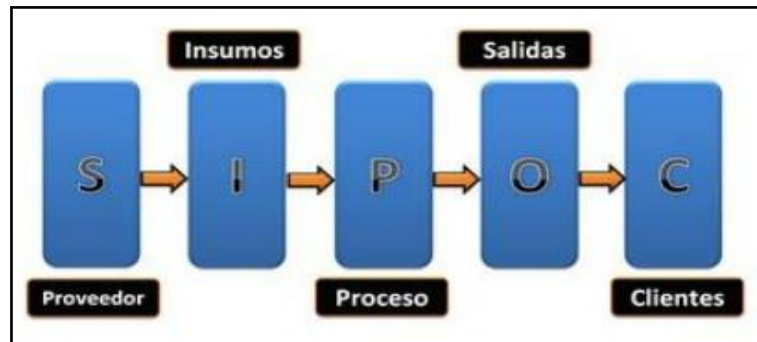 Insumos Salidas
S I P O C
Proveedor Proceso Clientes